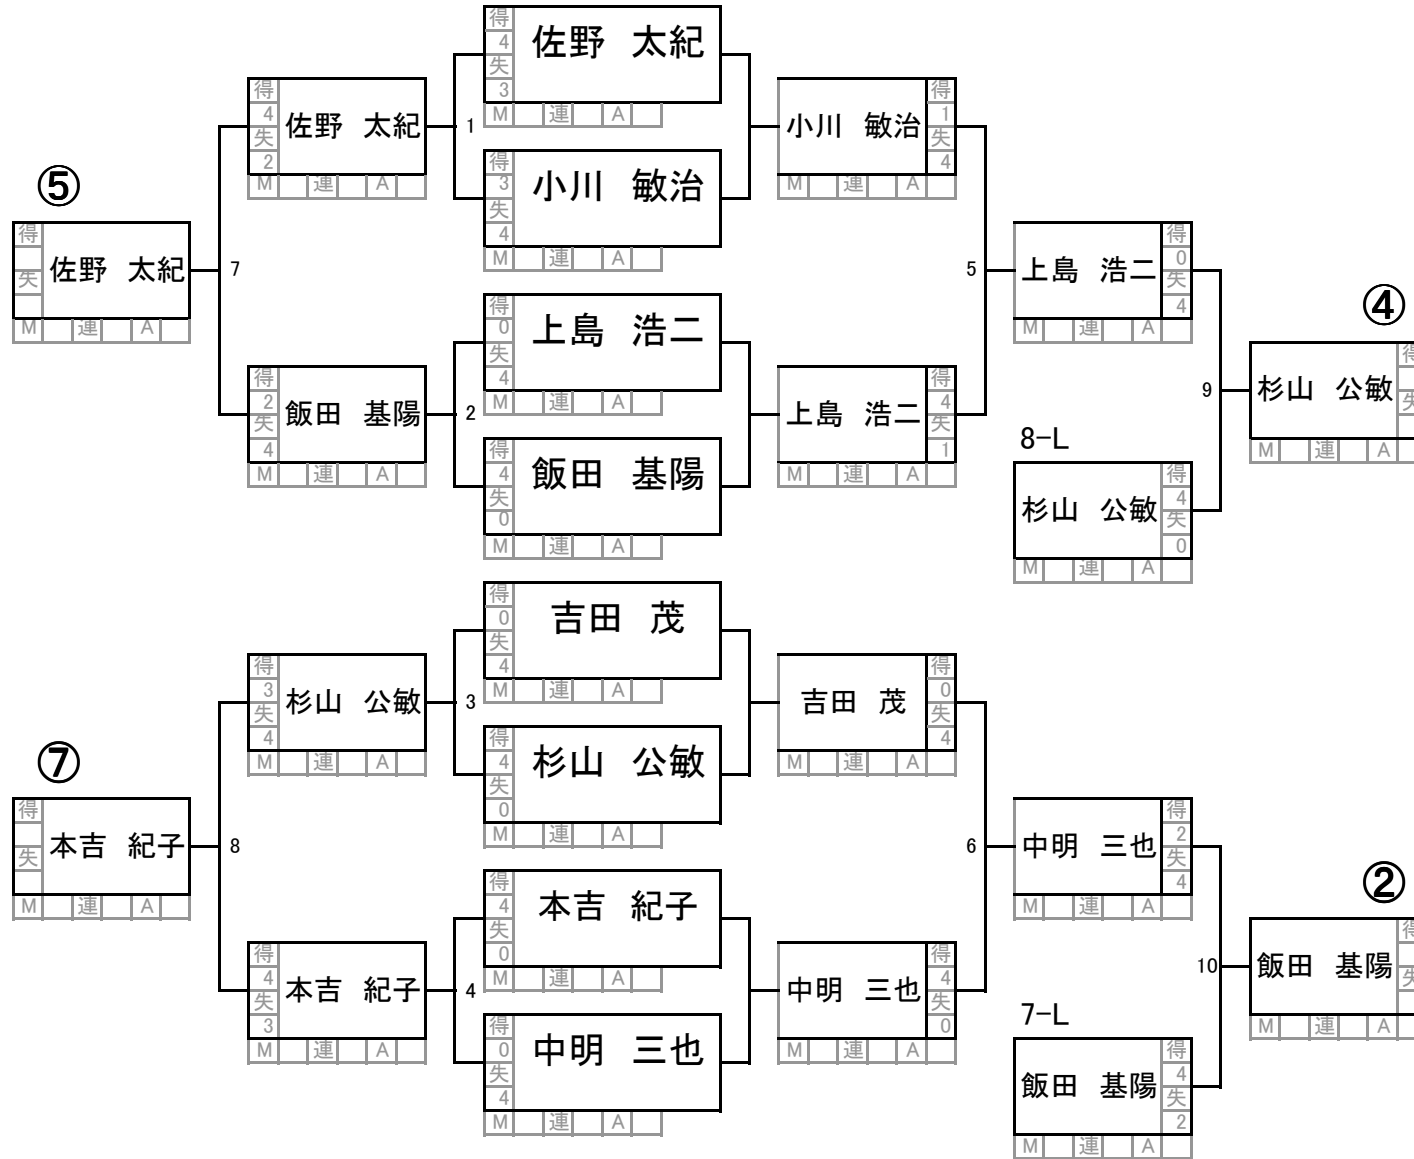 得
4
失
3
佐野 太紀
M 連 A
得
4
失
2
佐野 太紀
M 連 A
1
小川 敏治
得
1
失
4
M 連 A
得
3
失
4
小川 敏治
M 連 A
⑤
得
失
佐野 太紀
M 連 A
7
5
上島 浩二
得
0
失
4
M 連 A
得
0
失
4
上島 浩二
M 連 A
④
杉山 公敏
得
失
M 連 A
9
得
2
失
4
飯田 基陽
M 連 A
2
上島 浩二
得
4
失
1
M 連 A
得
4
失
0
飯田 基陽
M 連 A
8-L
杉山 公敏
得
4
失
0
M 連 A
得
0
失
4
吉田 茂
M 連 A
得
3
失
4
杉山 公敏
M 連 A
3
吉田 茂
得
0
失
4
M 連 A
得
4
失
0
杉山 公敏
M 連 A
⑦
得
失
本吉 紀子
M 連 A
8
6
中明 三也
得
2
失
4
M 連 A
得
4
失
0
本吉 紀子
M 連 A
②
飯田 基陽
得
失
M 連 A
10
得
4
失
3
本吉 紀子
M 連 A
4
中明 三也
得
4
失
0
M 連 A
得
0
失
4
中明 三也
M 連 A
7-L
飯田 基陽
得
4
失
2
M 連 A